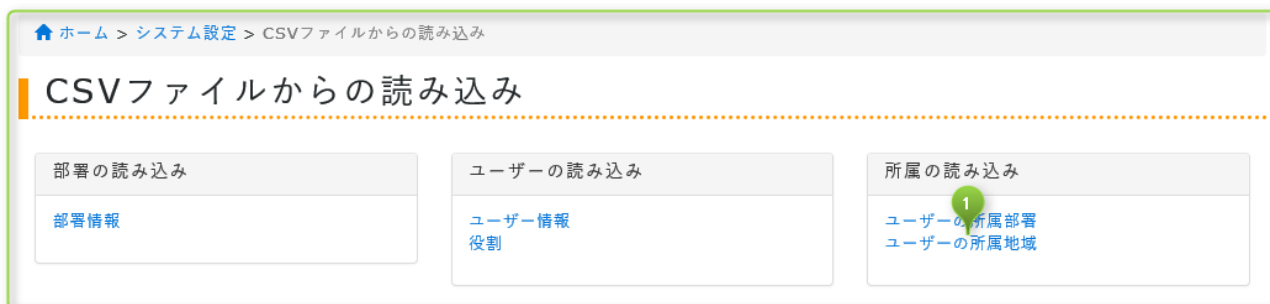 ホーム > システム設定 > CSVファイルからの読み込み
CSVファイルからの読み込み
部署の読み込み
部署情報
ユーザーの読み込み
ユーザー情報
役割
所属の読み込み
ユーザーの所属部署
1
ユーザーの所属地域